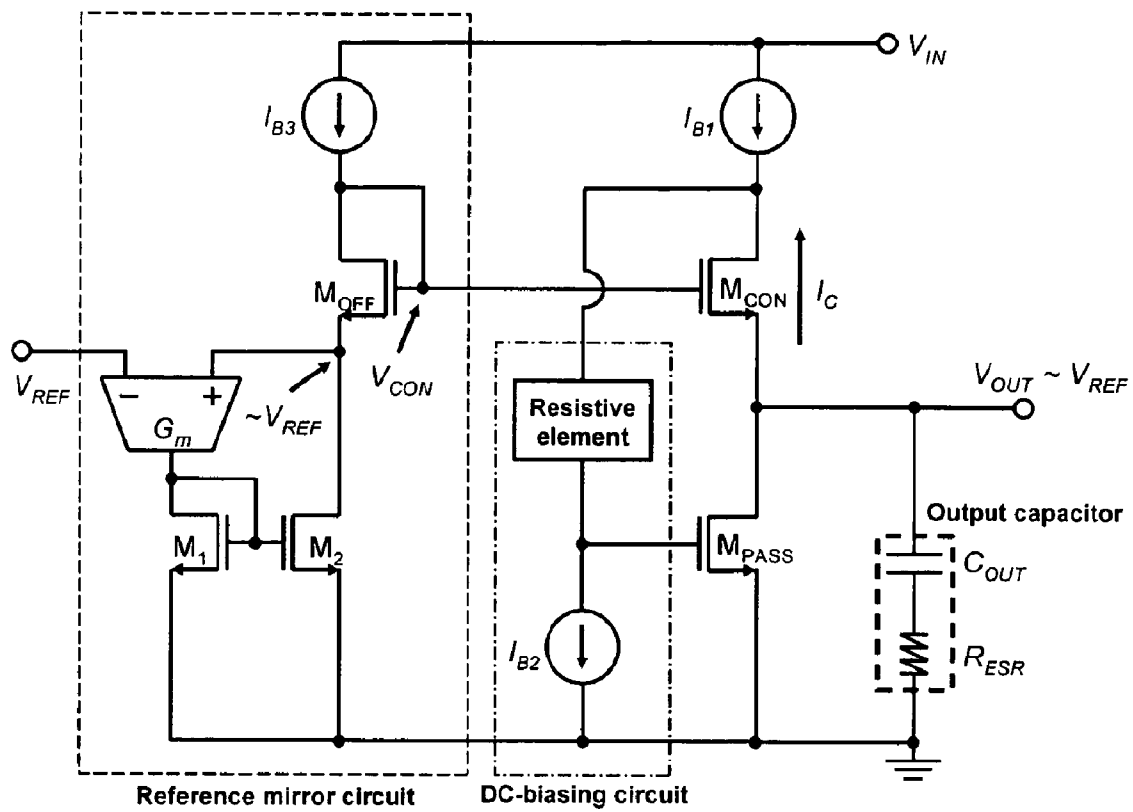 V_IN
I_B3
I_B1
M_OFF
M_CON
I_C
V_REF
− +
G_m
~V_REF
V_CON
V_OUT ~ V_REF
Resistive
element
Output capacitor
M_1
M_2
M_PASS
C_OUT
I_B2
R_ESR
Reference mirror circuit
DC-biasing circuit